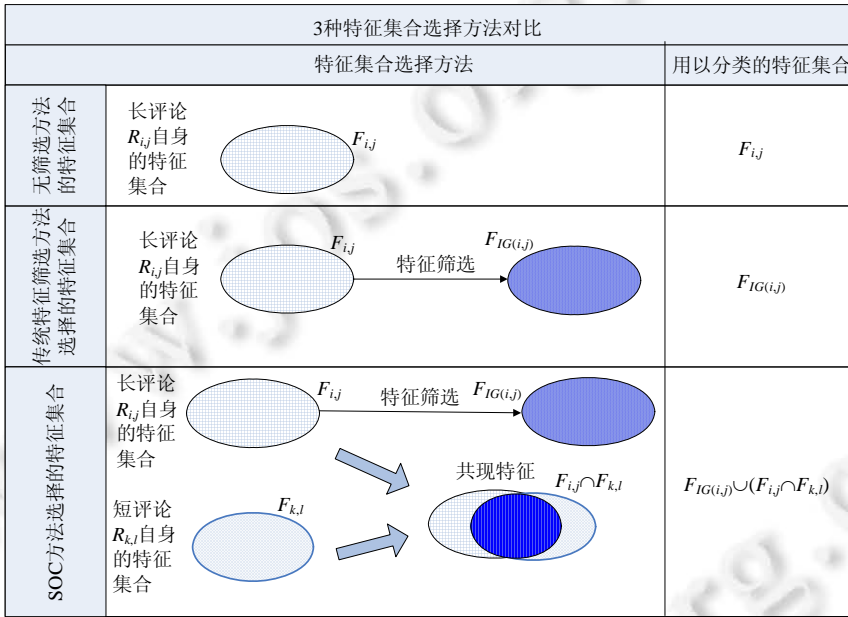 3种特征集合选择方法对比
特征集合选择方法
用以分类的特征集合
无筛选方法
的特征集合
长评论
R_{i,j}自身
的特征
集合
F_{i,j}
F_{i,j}
传统特征筛选方法
选择的特征集合
长评论
R_{i,j}自身
的特征
集合
F_{i,j}
特征筛选
F_{IG(i,j)}
F_{IG(i,j)}
SOC方法选择的特征集合
长评论
R_{i,j}自身
的特征
集合
F_{i,j}
特征筛选
F_{IG(i,j)}
短评论
R_{k,l}自身
的特征
集合
F_{k,l}
共现特征
F_{i,j}∩F_{k,l}
F_{IG(i,j)}∪(F_{i,j}∩F_{k,l})